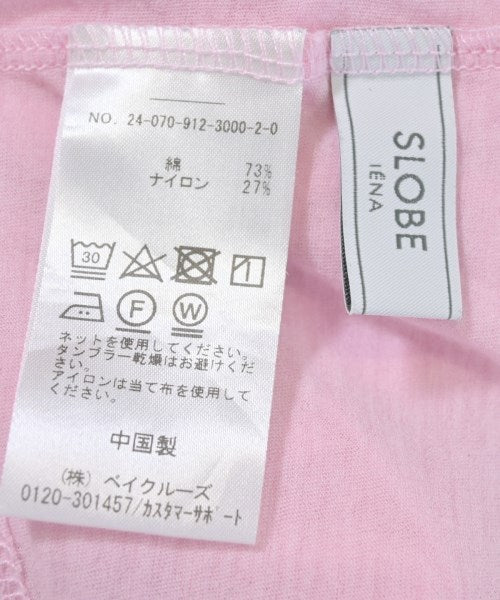 NO. 24-070-912-3000-2-0
綿 73%
ナイロン 27%
30
F
W
ネットを使用してください。
タンブラー乾燥はお避けくだ
さい。
アイロンは当て布を使用して
ください。
中国製
(株) ベイクルーズ
0120-301457/カスタマーサポート
SLOBE
IÉNA